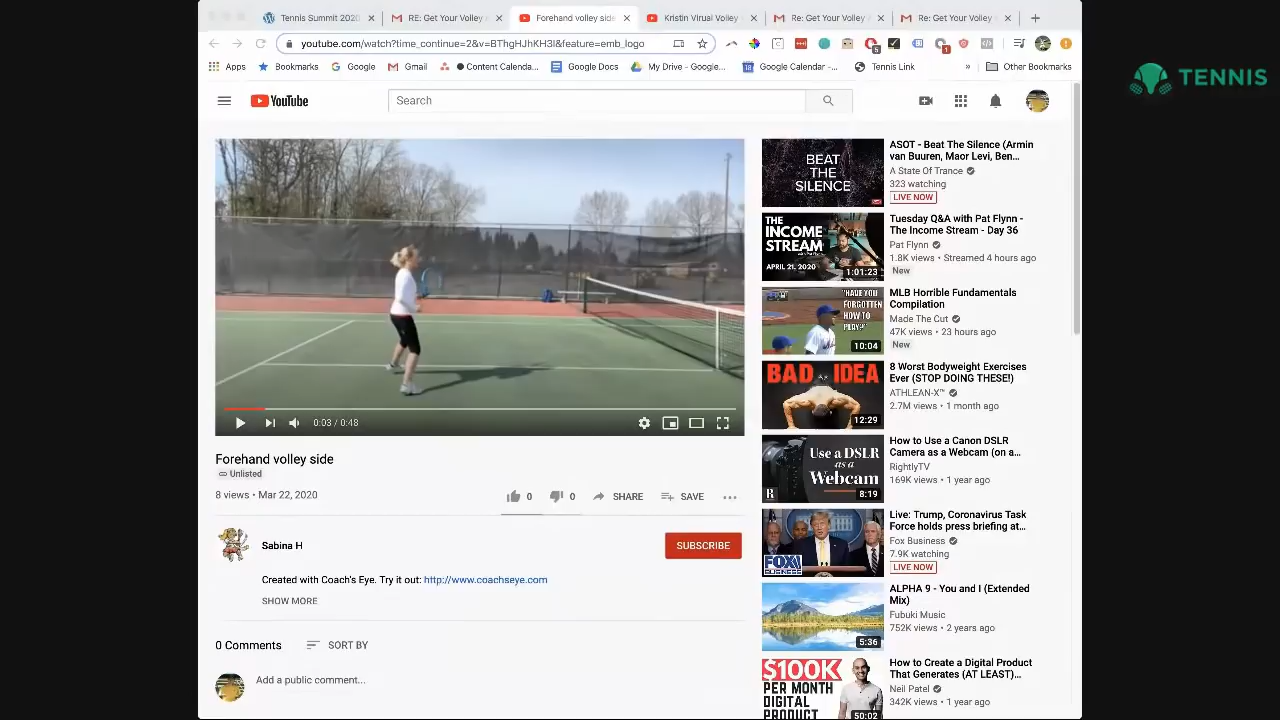 Tennis Summit 2020
RE: Get Your Volley
Forehand volley side
Kristin Virual Volley
Re: Get Your Volley
Re: Get Your Volley
youtube.com/watch?time_continue=2&v=BThgHJhKH3I&feature=emb_logo
Apps
Bookmarks
Google
Gmail
Content Calenda...
Google Docs
My Drive - Google...
Google Calendar -...
Tennis Link
»
Other Bookmarks
TENNIS
YouTube
Search
0:03 / 0:48
Forehand volley side
Unlisted
8 views • Mar 22, 2020
0
0
SHARE
SAVE
Sabina H
SUBSCRIBE
Created with Coach's Eye. Try it out: http://www.coachseye.com
SHOW MORE
0 Comments
SORT BY
Add a public comment...
BEAT
THE
SILENCE
ASOT - Beat The Silence (Armin
van Buuren, Maor Levi, Ben...
A State Of Trance
323 watching
LIVE NOW
THE
INCOME
STREAM
APRIL 21, 2020
1:01:23
Tuesday Q&A with Pat Flynn -
The Income Stream - Day 36
Pat Flynn
1.8K views • Streamed 4 hours ago
New
"HAVE YOU
FORGOTTEN
HOW TO
PLAY?"
10:04
MLB Horrible Fundamentals
Compilation
Made The Cut
47K views • 23 hours ago
New
BAD IDEA
12:29
8 Worst Bodyweight Exercises
Ever (STOP DOING THESE!)
ATHLEAN-X™
2.7M views • 1 month ago
Use a DSLR
as a
Webcam
R
8:19
How to Use a Canon DSLR
Camera as a Webcam (on a...
RightlyTV
169K views • 1 year ago
FOX
BUSINESS
Live: Trump, Coronavirus Task
Force holds press briefing at...
Fox Business
7.9K watching
LIVE NOW
5:36
ALPHA 9 - You and I (Extended
Mix)
Fubuki Music
752K views • 2 years ago
$100K
PER MONTH
DIGITAL
PRODUCT
50:02
How to Create a Digital Product
That Generates (AT LEAST)...
Neil Patel
342K views • 1 year ago